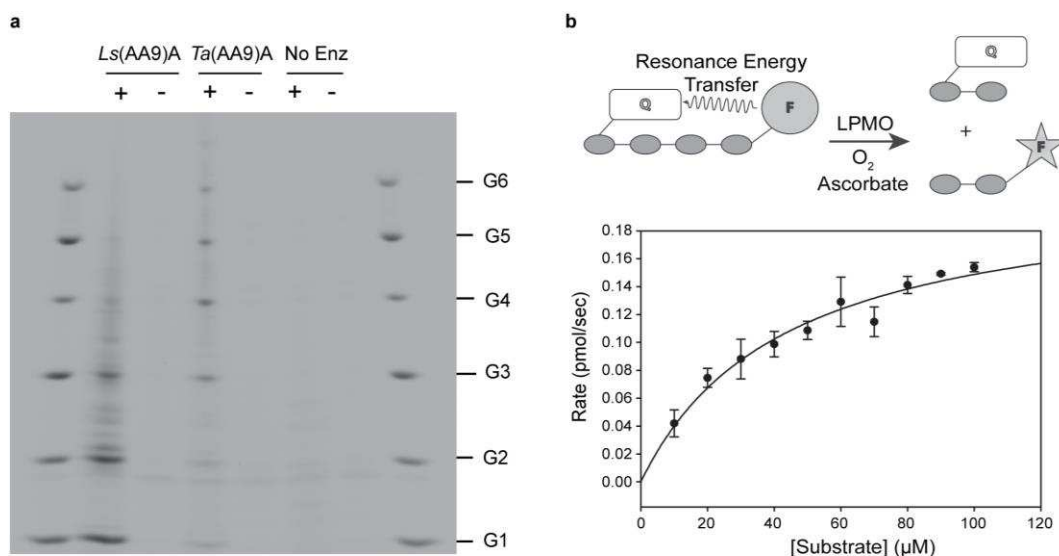 a
Ls(AA9)A Ta(AA9)A No Enz
+ - + - + -
G6
G5
G4
G3
G2
G1
b
Resonance Energy
Transfer
Q
F
LPMO
O2
Ascorbate
Q
+
F
0.18
0.16
0.14
0.12
0.10
0.08
0.06
0.04
0.02
0.00
Rate (pmol/sec)
0 20 40 60 80 100 120
[Substrate] (µM)